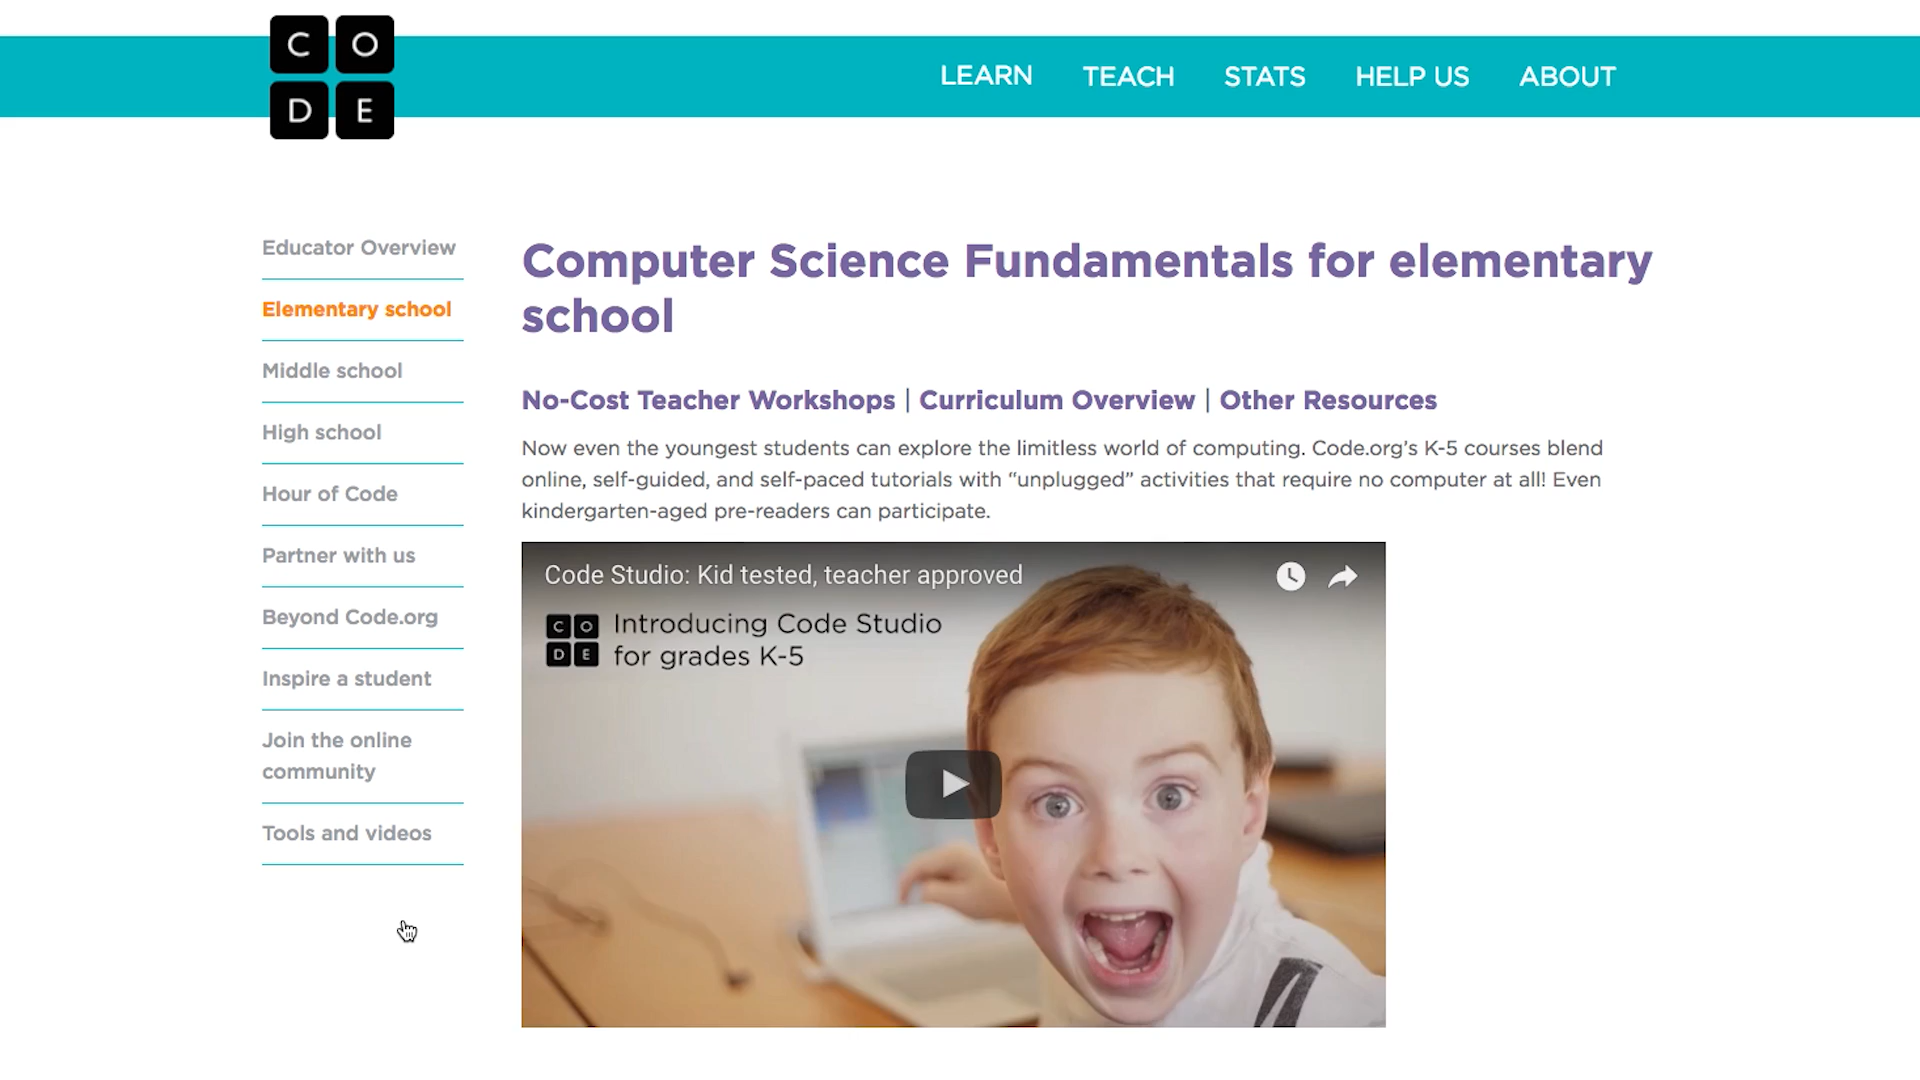 C O
D E
LEARN TEACH STATS HELP US ABOUT
Educator Overview
Elementary school
Middle school
High school
Hour of Code
Partner with us
Beyond Code.org
Inspire a student
Join the online
community
Tools and videos
Computer Science Fundamentals for elementary
school
No-Cost Teacher Workshops | Curriculum Overview | Other Resources
Now even the youngest students can explore the limitless world of computing. Code.org’s K-5 courses blend
online, self-guided, and self-paced tutorials with “unplugged” activities that require no computer at all! Even
kindergarten-aged pre-readers can participate.
Code Studio: Kid tested, teacher approved
C O
D E
Introducing Code Studio
for grades K-5